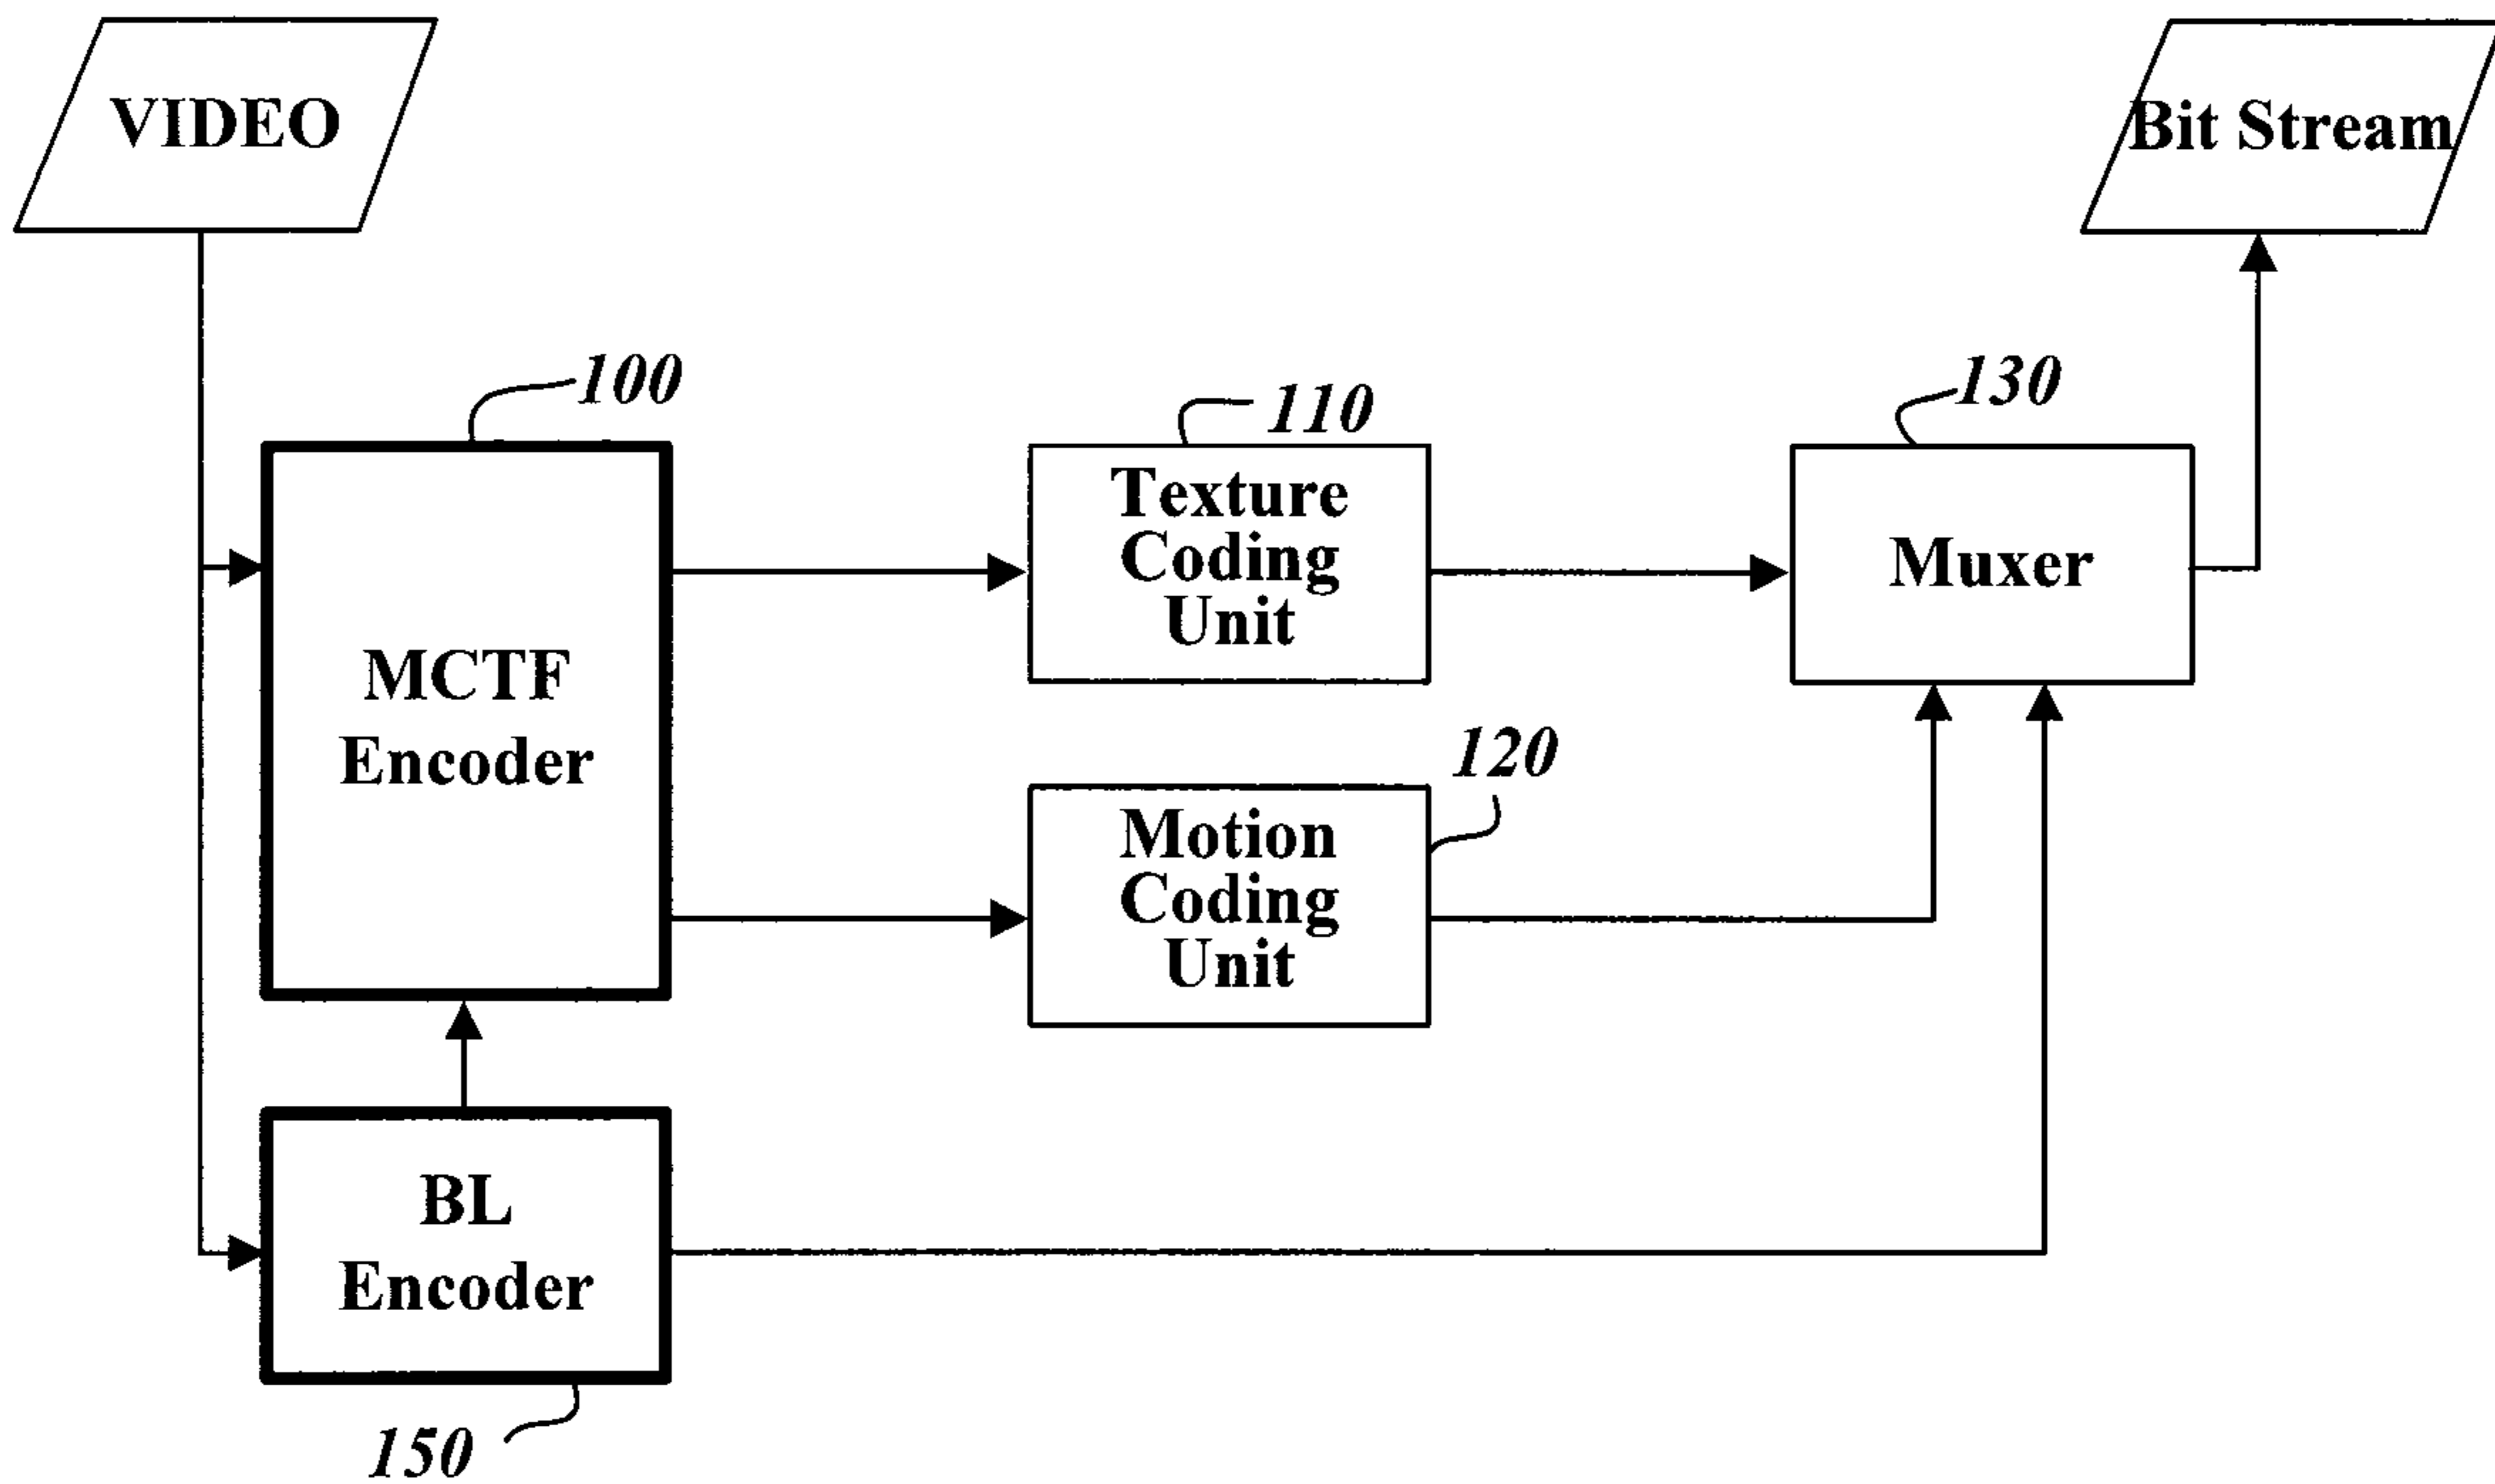 VIDEO
Bit Stream
100
110
130
Texture
Coding
Unit
Muxer
MCTF
Encoder
120
Motion
Coding
Unit
BL
Encoder
150